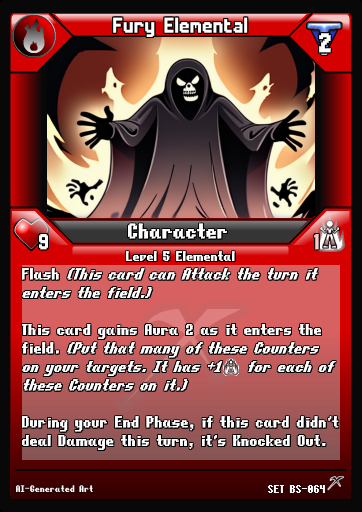 Fury Elemental
2
Character
9
1
Level 5 Elemental
Flash (This card can Attack the turn it
enters the field.)
This card gains Aura 2 as it enters the
field. (Put that many of these Counters
on your targets. It has +1 for each of
these Counters on it.)
During your End Phase, if this card didn't
deal Damage this turn, it's Knocked Out.
AI-Generated Art
SET BS-064